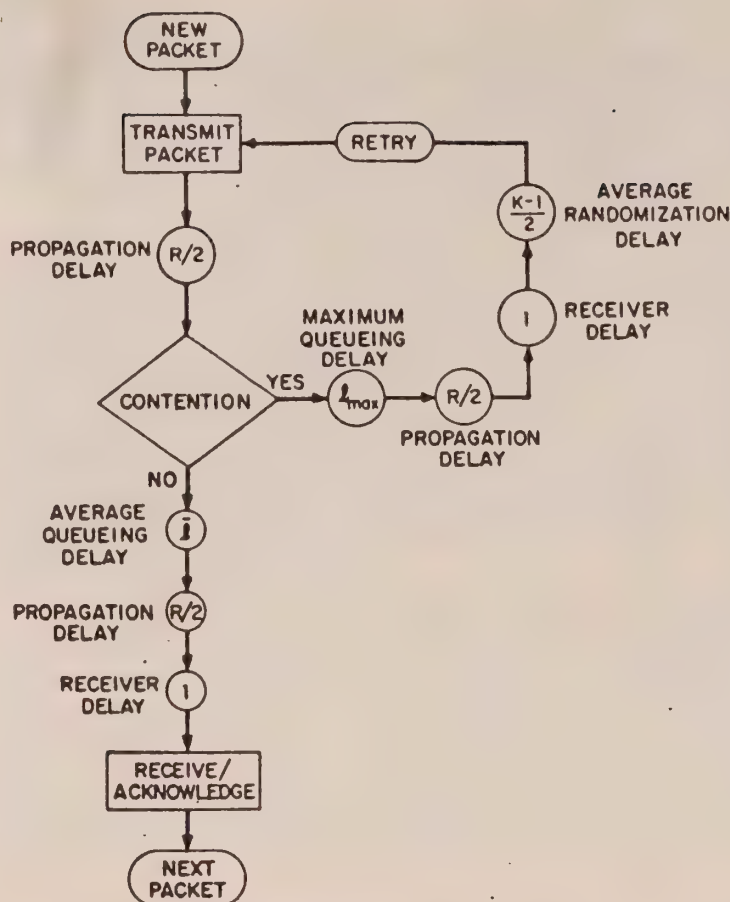 NEW
PACKET
TRANSMIT
PACKET
RETRY
K-1
2
AVERAGE
RANDOMIZATION
DELAY
PROPAGATION
DELAY
R/2
1
RECEIVER
DELAY
MAXIMUM
QUEUEING
DELAY
CONTENTION
YES
ℓmax
R/2
PROPAGATION
DELAY
NO
AVERAGE
QUEUEING
DELAY
ℓ̄
PROPAGATION
DELAY
R/2
RECEIVER
DELAY
1
RECEIVE/
ACKNOWLEDGE
NEXT
PACKET